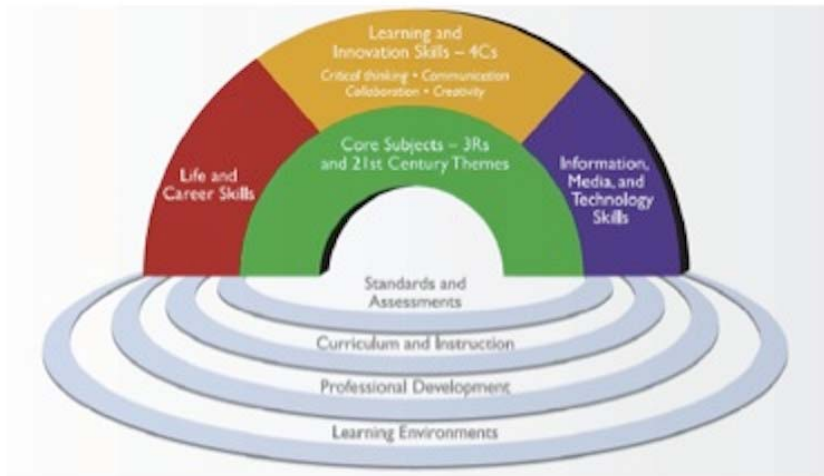 Learning and
Innovation Skills – 4Cs
Critical thinking • Communication
Collaboration • Creativity
Core Subjects – 3Rs
and 21st Century Themes
Life and
Career Skills
Information,
Media, and
Technology
Skills
Standards and
Assessments
Curriculum and Instruction
Professional Development
Learning Environments